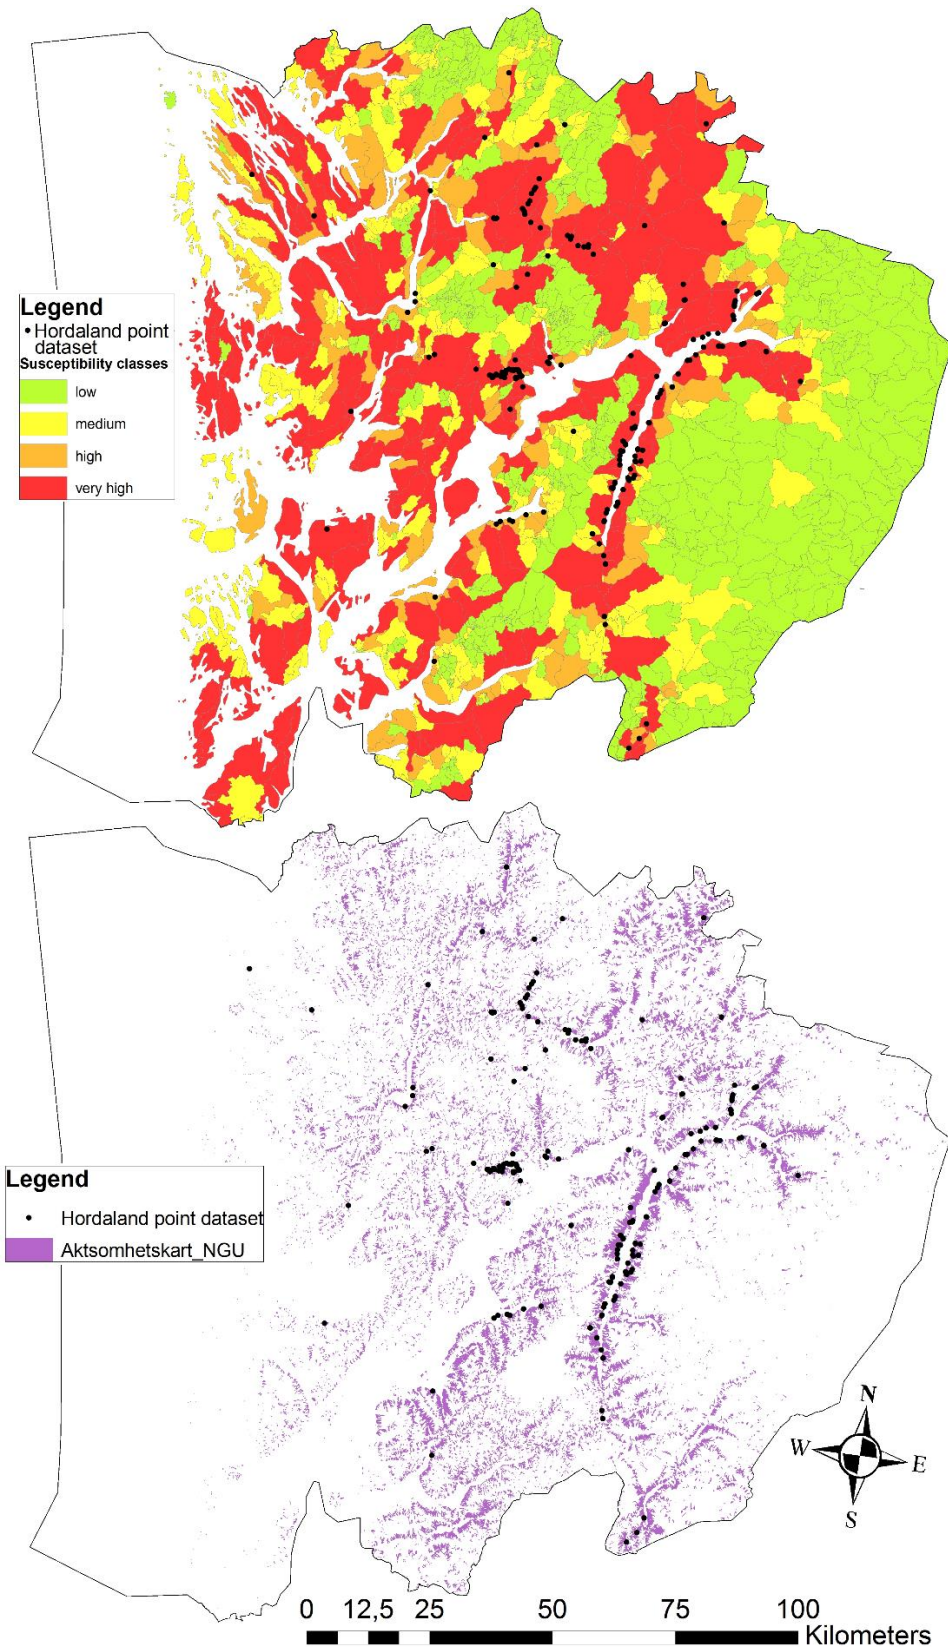 Legend
• Hordaland point
dataset
Susceptibility classes
low
medium
high
very high
Legend
• Hordaland point dataset
Aktsomhetskart_NGU
N
W E
S
0 12,5 25 50 75 100
Kilometers